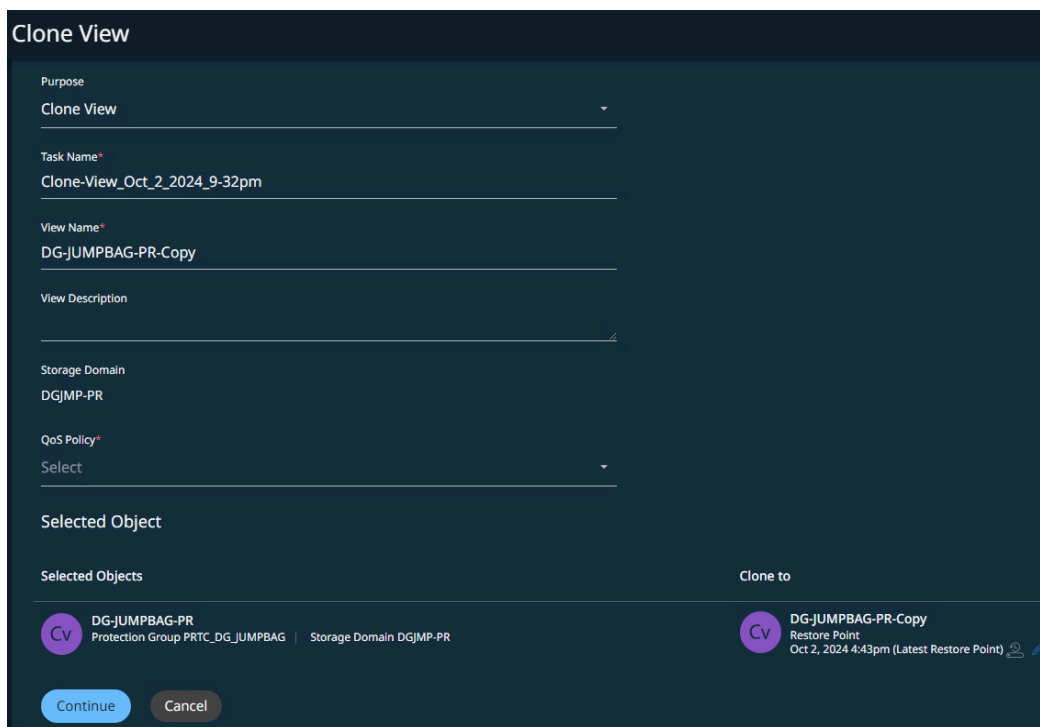 Clone View
Purpose
Clone View
Task Name*
Clone-View_Oct_2_2024_9-32pm
View Name*
DG-JUMPBAG-PR-Copy
View Description
Storage Domain
DGJMP-PR
QoS Policy*
Select
Selected Object
Selected Objects
Clone to
Cv
DG-JUMPBAG-PR
Protection Group PRTC_DG_JUMPBAG | Storage Domain DGJMP-PR
Cv
DG-JUMPBAG-PR-Copy
Restore Point
Oct 2, 2024 4:43pm (Latest Restore Point)
Continue
Cancel